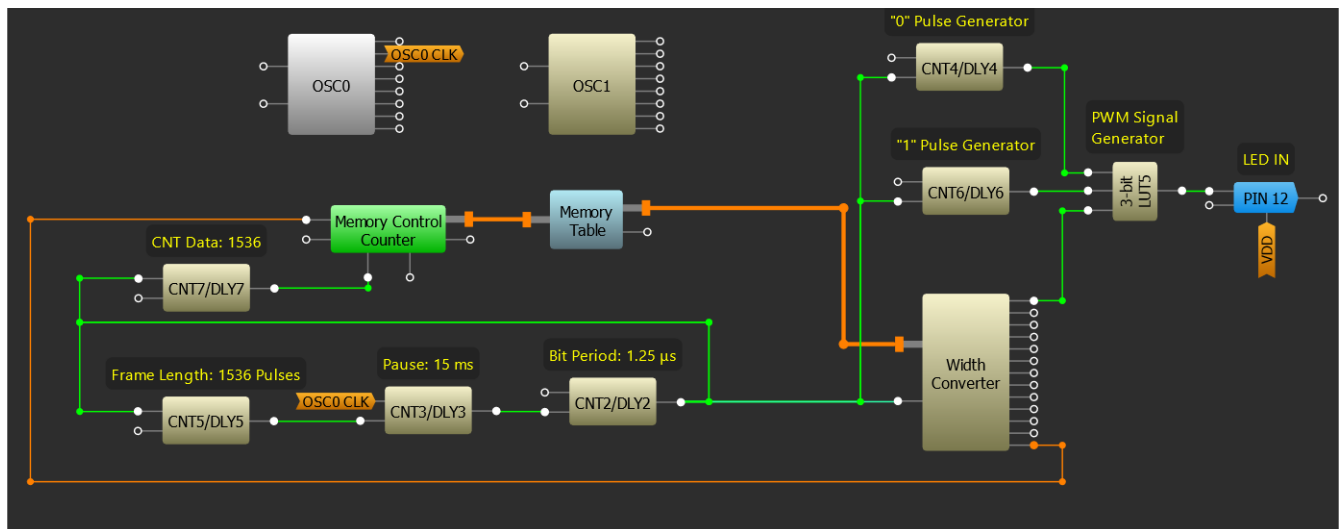 "0" Pulse Generator
OSC0 CLK
OSC0
OSC1
CNT4/DLY4
PWM Signal
Generator
"1" Pulse Generator
LED IN
CNT6/DLY6
3-bit
LUT5
PIN 12
Memory Control
Counter
Memory
Table
VDD
CNT Data: 1536
CNT7/DLY7
Frame Length: 1536 Pulses
Pause: 15 ms
Bit Period: 1.25 µs
Width
Converter
OSC0 CLK
CNT5/DLY5
CNT3/DLY3
CNT2/DLY2